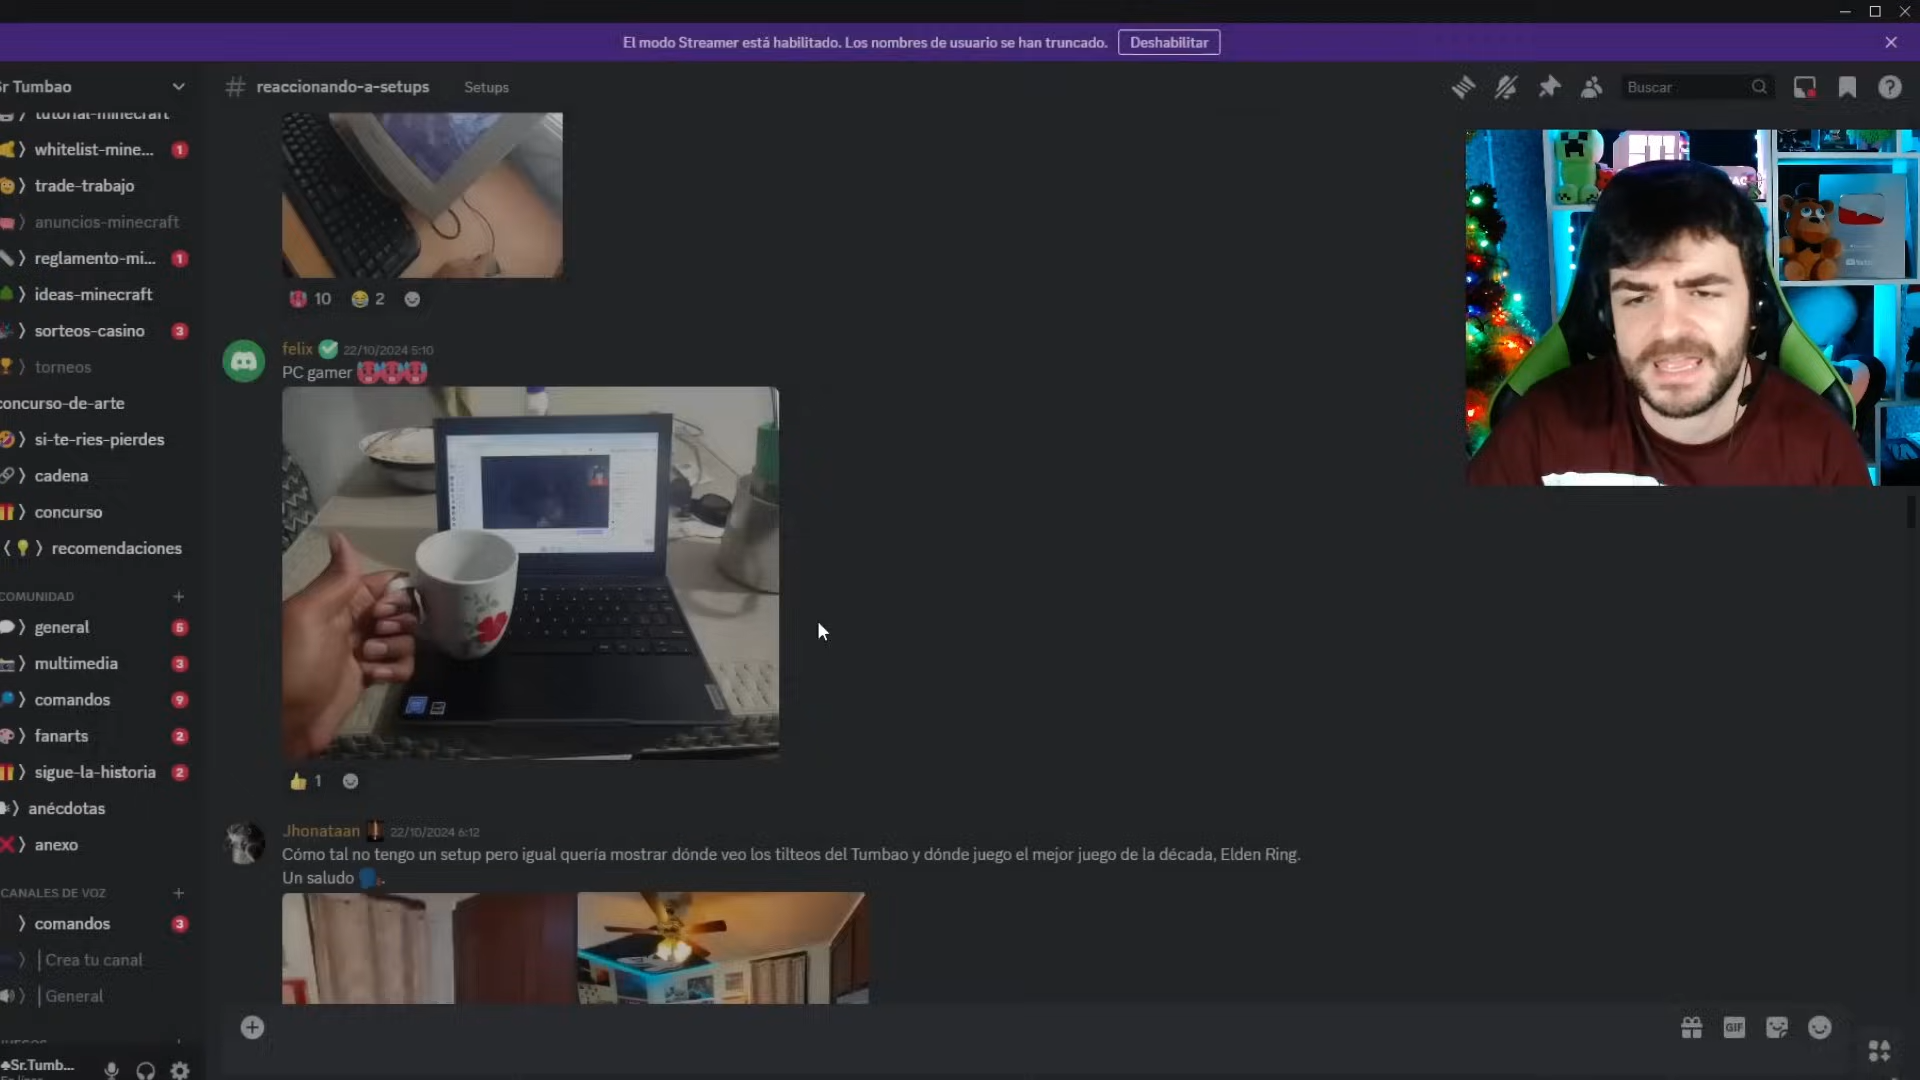 El modo Streamer está habilitado. Los nombres de usuario se han truncado.
Deshabilitar
Sr Tumbao
reaccionando-a-setups
Setups
Buscar
tutorial-minecraft
whitelist-mine...
1
trade-trabajo
anuncios-minecraft
reglamento-mi...
1
ideas-minecraft
sorteos-casino
3
torneos
concurso-de-arte
si-te-ries-pierdes
cadena
concurso
recomendaciones
COMUNIDAD
general
5
multimedia
3
comandos
9
fanarts
2
sigue-la-historia
2
anécdotas
anexo
CANALES DE VOZ
comandos
3
Crea tu canal
General
♣Sr.Tumb...
10
2
felix
22/10/2024 5:10
PC gamer
1
Jhonataan
22/10/2024 6:12
Cómo tal no tengo un setup pero igual quería mostrar dónde veo los tilteos del Tumbao y dónde juego el mejor juego de la década, Elden Ring.
Un saludo
.
GIF